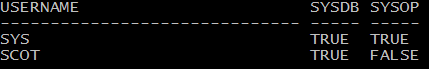 USERNAME SYSDB SYSOP
------------------------------ ----- -----
SYS TRUE TRUE
SCOT TRUE FALSE